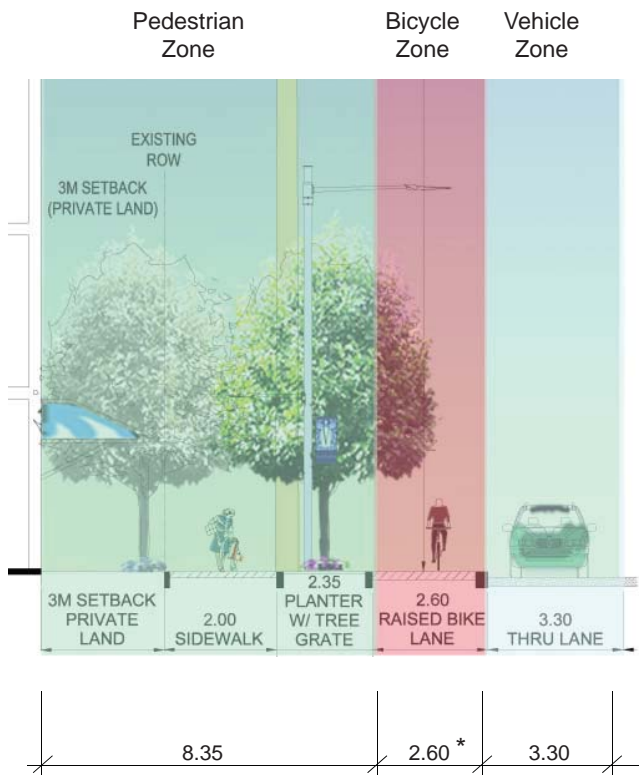 Pedestrian
Zone
Bicycle
Zone
Vehicle
Zone
EXISTING
ROW
3M SETBACK
(PRIVATE LAND)
3M SETBACK
PRIVATE
LAND
2.00
SIDEWALK
2.35
PLANTER
W/ TREE
GRATE
2.60
RAISED BIKE
LANE
3.30
THRU LANE
8.35
2.60 *
3.30